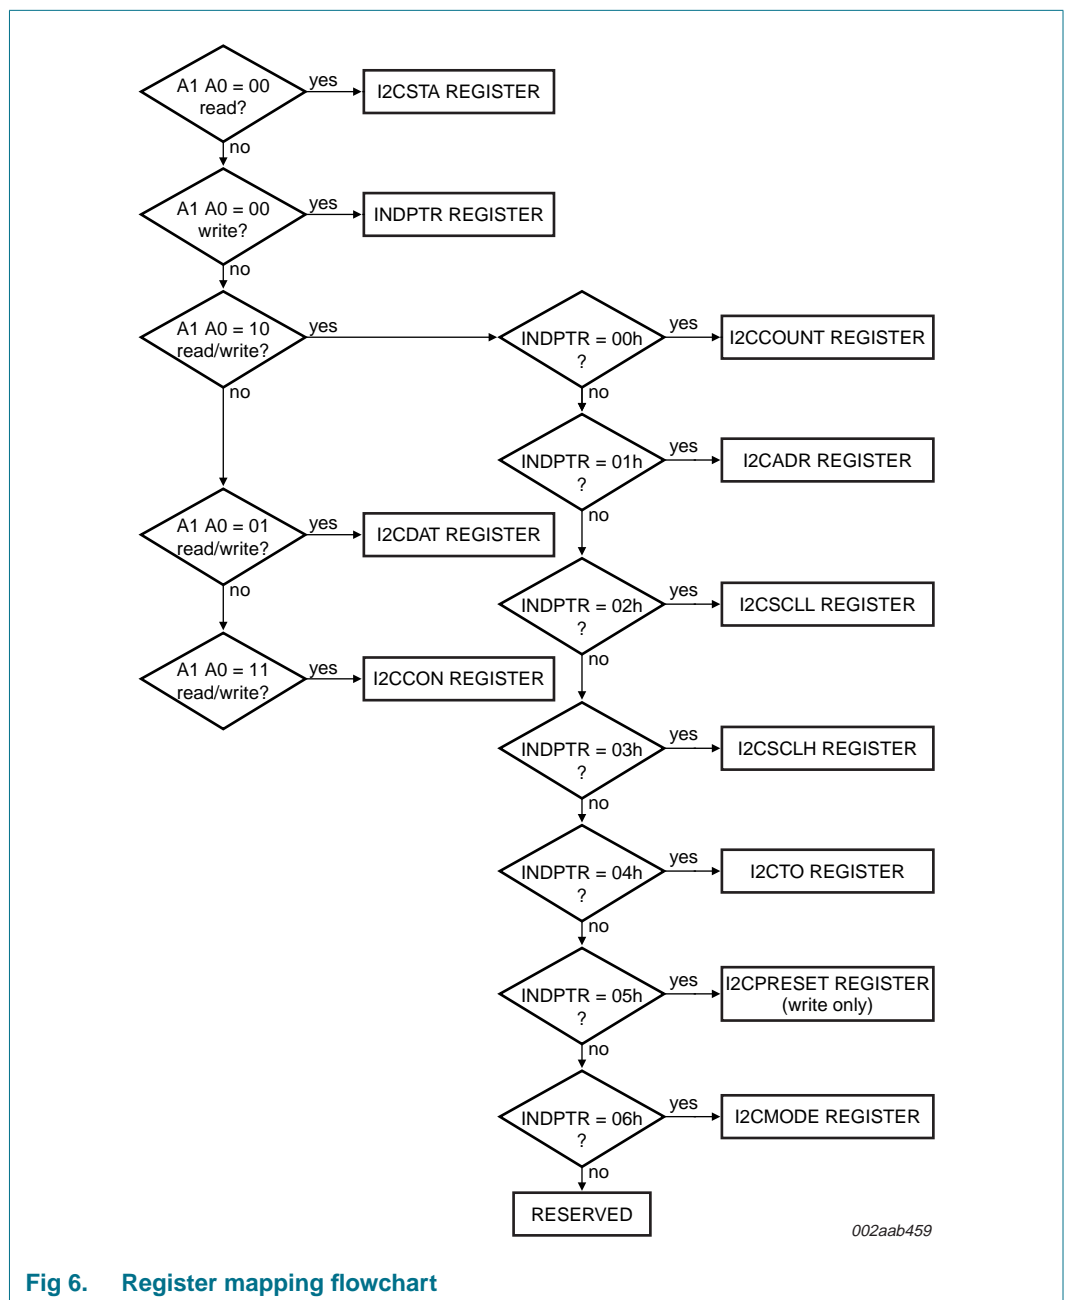 A1 A0 = 00
read?
yes
I2CSTA REGISTER
no
A1 A0 = 00
write?
yes
INDPTR REGISTER
no
A1 A0 = 10
read/write?
yes
INDPTR = 00h
?
yes
I2CCOUNT REGISTER
no
no
INDPTR = 01h
?
yes
I2CADR REGISTER
no
A1 A0 = 01
read/write?
yes
I2CDAT REGISTER
no
INDPTR = 02h
?
yes
I2CSCLL REGISTER
no
A1 A0 = 11
read/write?
yes
I2CCON REGISTER
INDPTR = 03h
?
yes
I2CSCLH REGISTER
no
INDPTR = 04h
?
yes
I2CTO REGISTER
no
INDPTR = 05h
?
yes
I2CPRESET REGISTER
(write only)
no
INDPTR = 06h
?
yes
I2CMODE REGISTER
no
RESERVED
002aab459
Fig 6. Register mapping flowchart